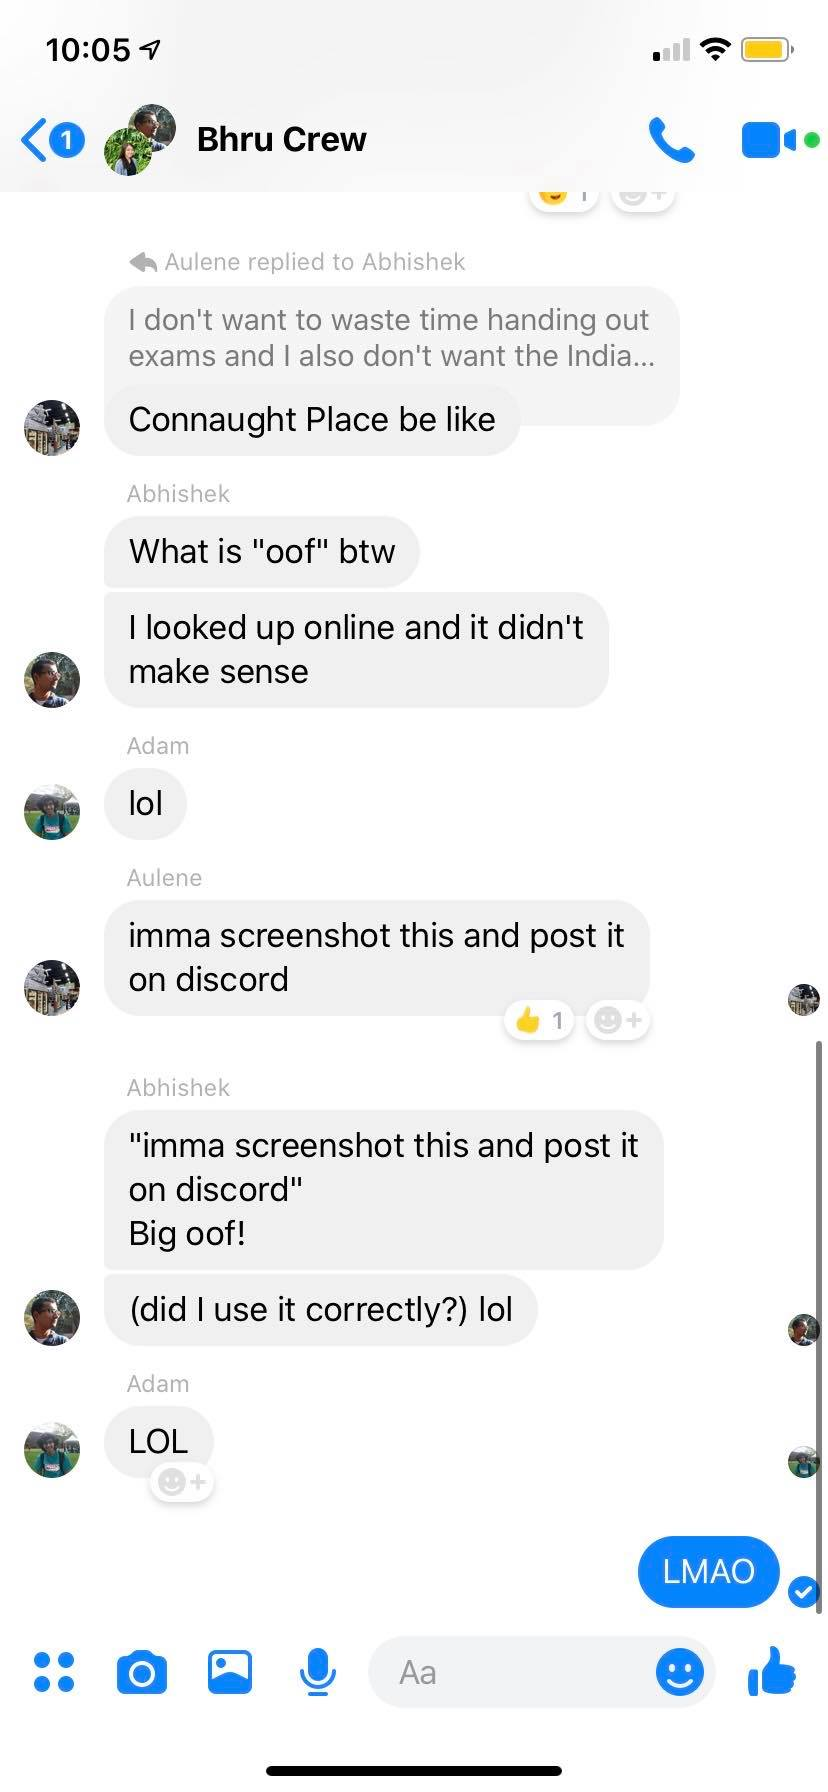 10:05
1
Bhru Crew
1
Aulene replied to Abhishek
I don't want to waste time handing out
exams and I also don't want the India...
Connaught Place be like
Abhishek
What is "oof" btw
I looked up online and it didn't
make sense
Adam
lol
Aulene
imma screenshot this and post it
on discord
1
Abhishek
"imma screenshot this and post it
on discord"
Big oof!
(did I use it correctly?) lol
Adam
LOL
LMAO
Aa